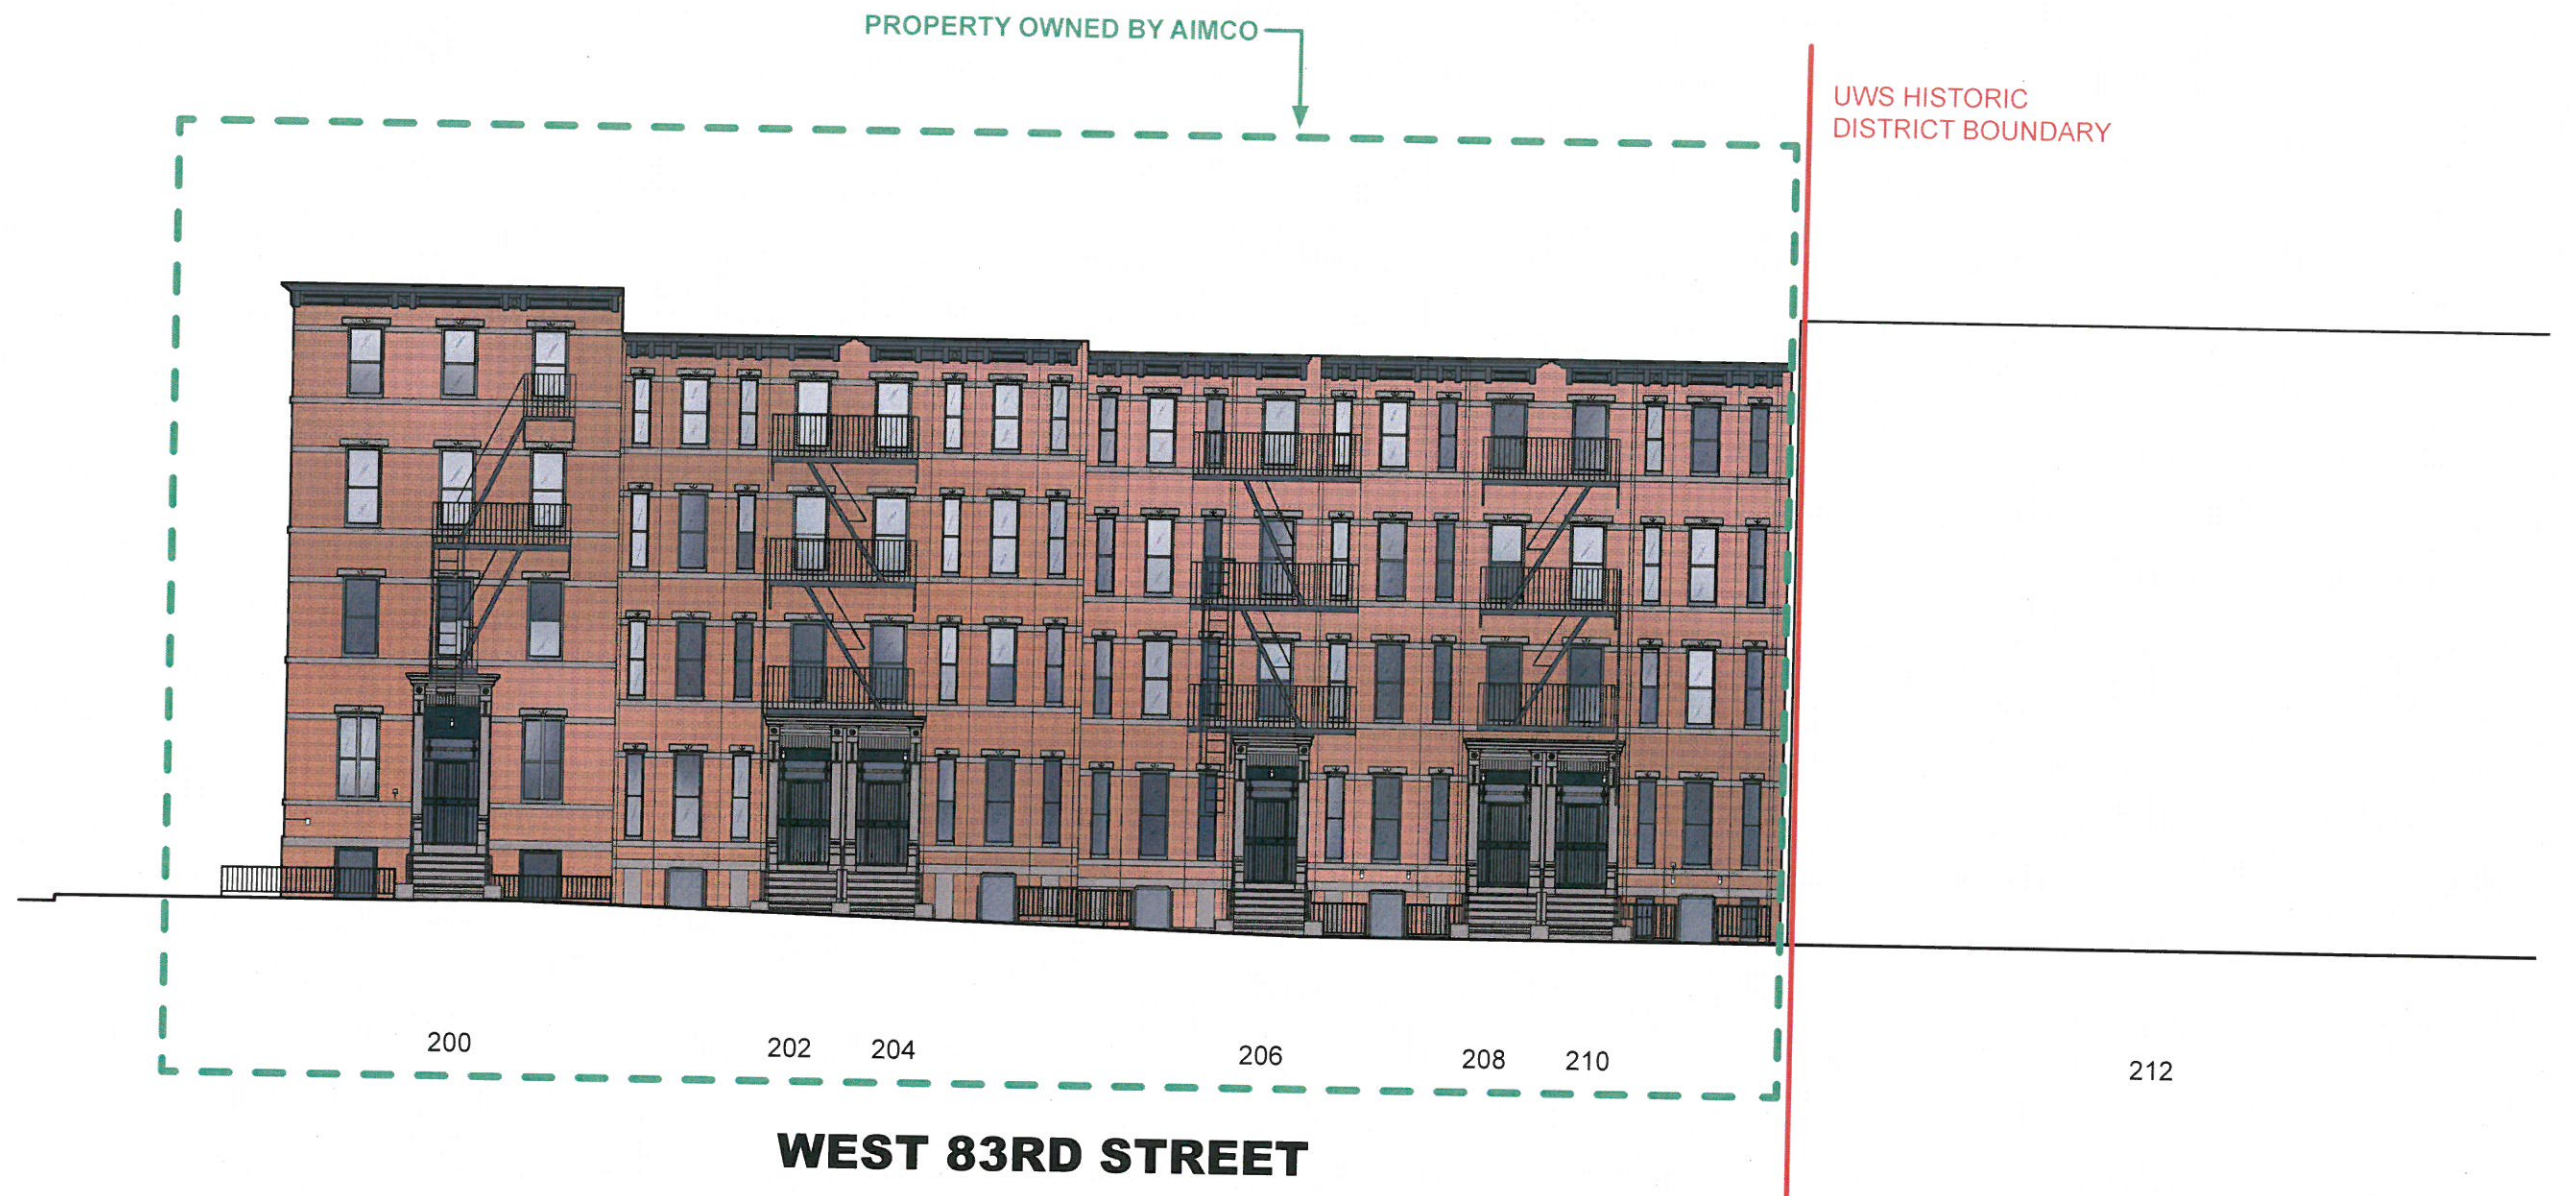 PROPERTY OWNED BY AIMCO
UWS HISTORIC
DISTRICT BOUNDARY
200
202
204
206
208
210
212
WEST 83RD STREET